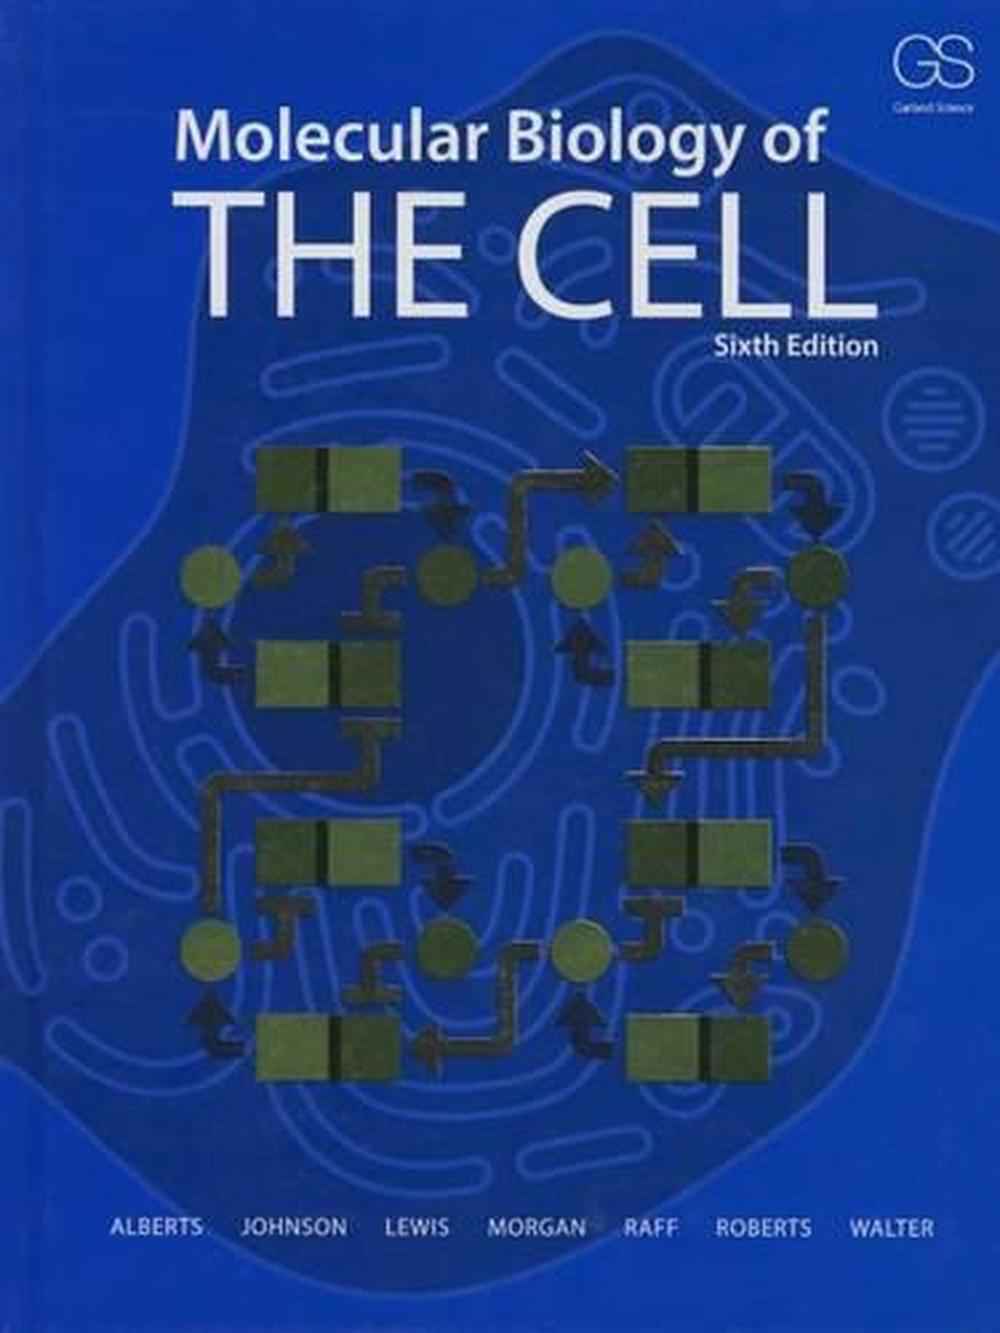 GS
Garland Science
Molecular Biology of
THE CELL
Sixth Edition
ALBERTS JOHNSON LEWIS MORGAN RAFF ROBERTS WALTER